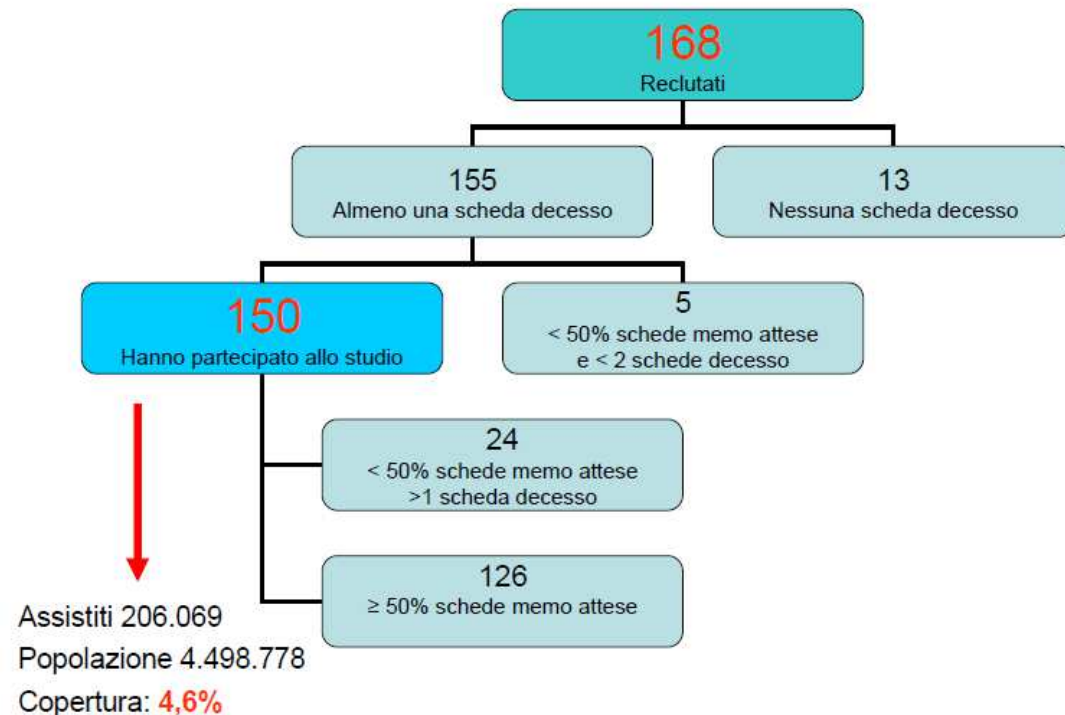 168
Reclutati
155
Almeno una scheda decesso
13
Nessuna scheda decesso
150
Hanno partecipato allo studio
5
< 50% schede memo attese
e < 2 schede decesso
24
< 50% schede memo attese
>1 scheda decesso
126
≥ 50% schede memo attese
Assistiti 206.069
Popolazione 4.498.778
Copertura: 4,6%